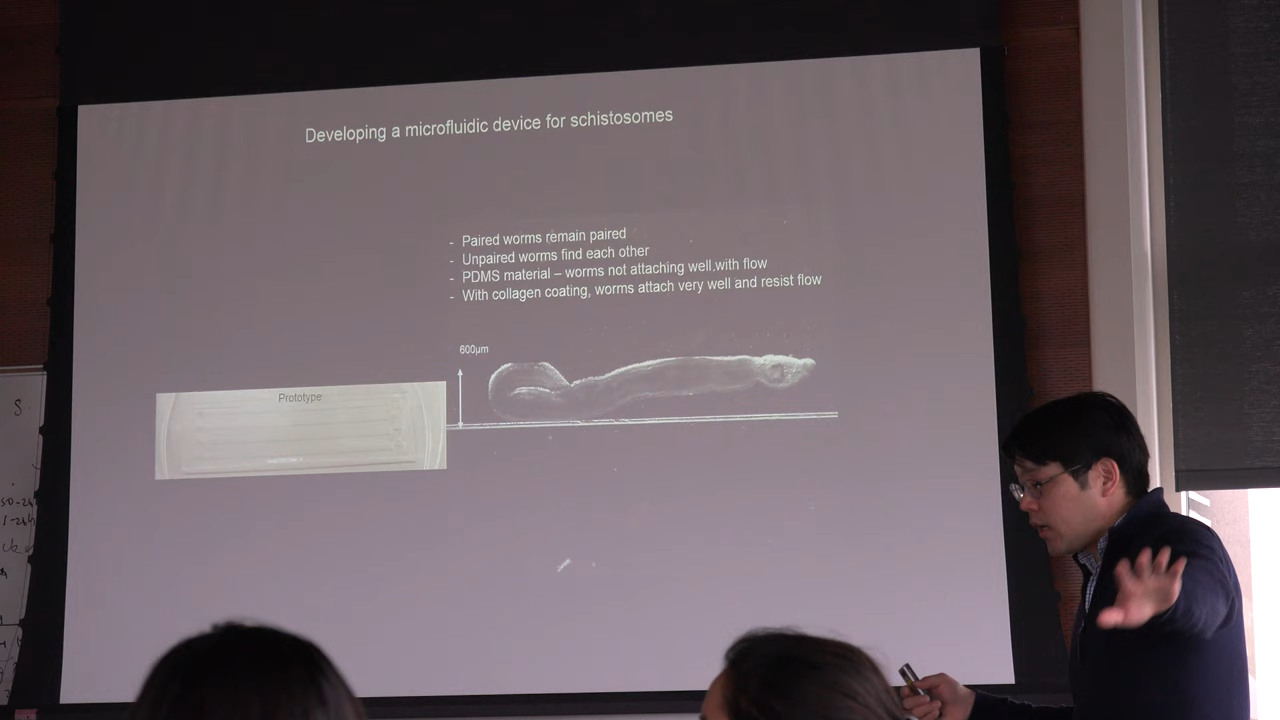 Developing a microfluidic device for schistosomes
- Paired worms remain paired
- Unpaired worms find each other
- PDMS material – worms not attaching well with flow
- With collagen coating, worms attach very well and resist flow
600µm
Prototype
S.